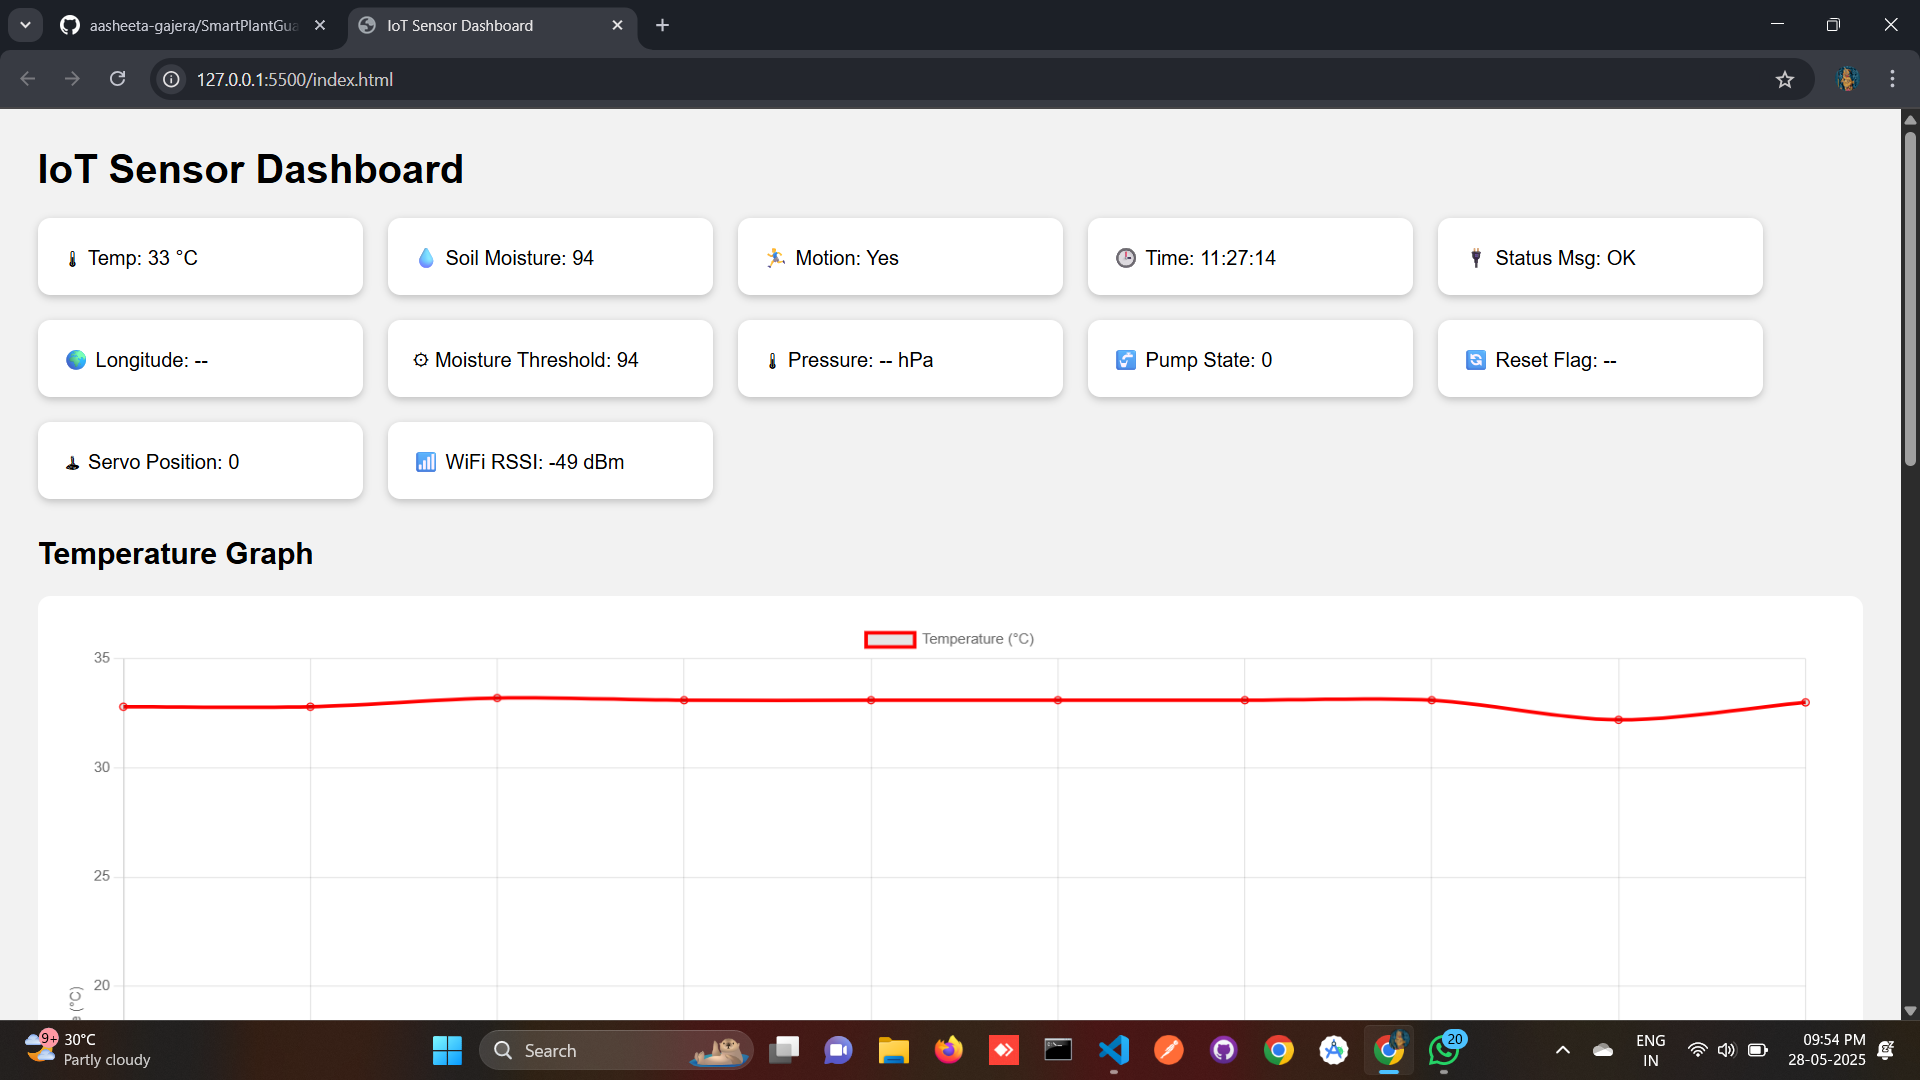 aasheeta-gajera/SmartPlantGua
IoT Sensor Dashboard
127.0.0.1:5500/index.html
IoT Sensor Dashboard
Temp: 33 °C
Soil Moisture: 94
Motion: Yes
Time: 11:27:14
Status Msg: OK
Longitude: --
Moisture Threshold: 94
Pressure: -- hPa
Pump State: 0
Reset Flag: --
Servo Position: 0
WiFi RSSI: -49 dBm
Temperature Graph
Temperature (°C)
35
30
25
20
(°C)
9+
30°C
Partly cloudy
Search
20
ENG
IN
09:54 PM
28-05-2025